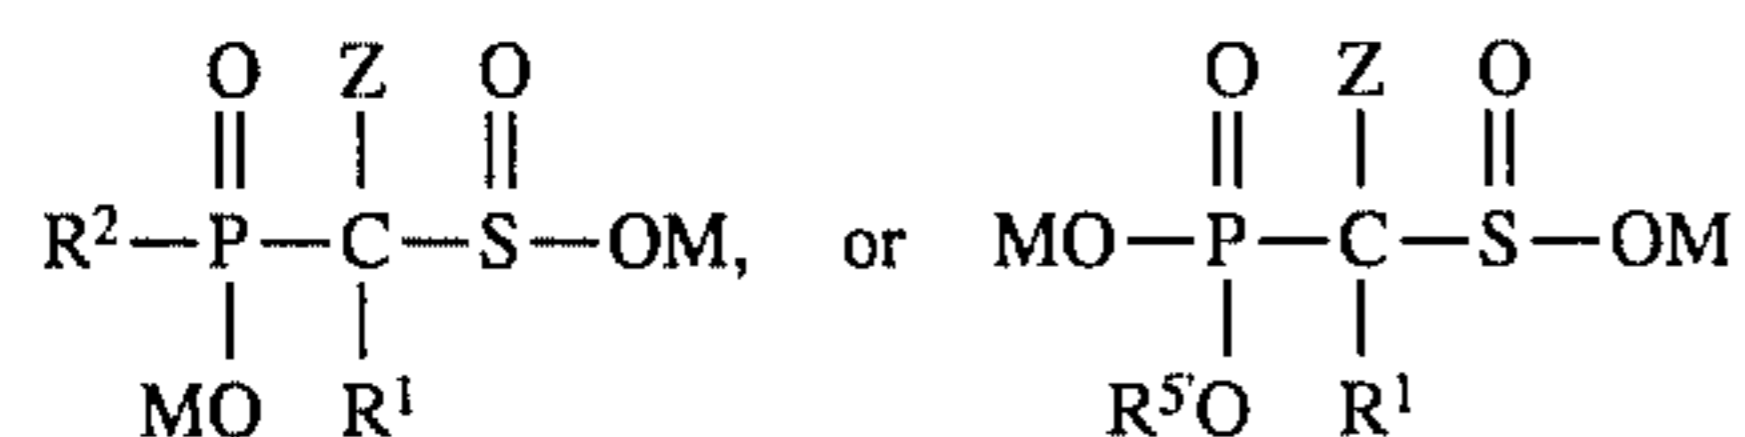 O Z O O Z O
R²—P—C—S—OM, or MO—P—C—S—OM
MO R¹ R⁵'O R¹